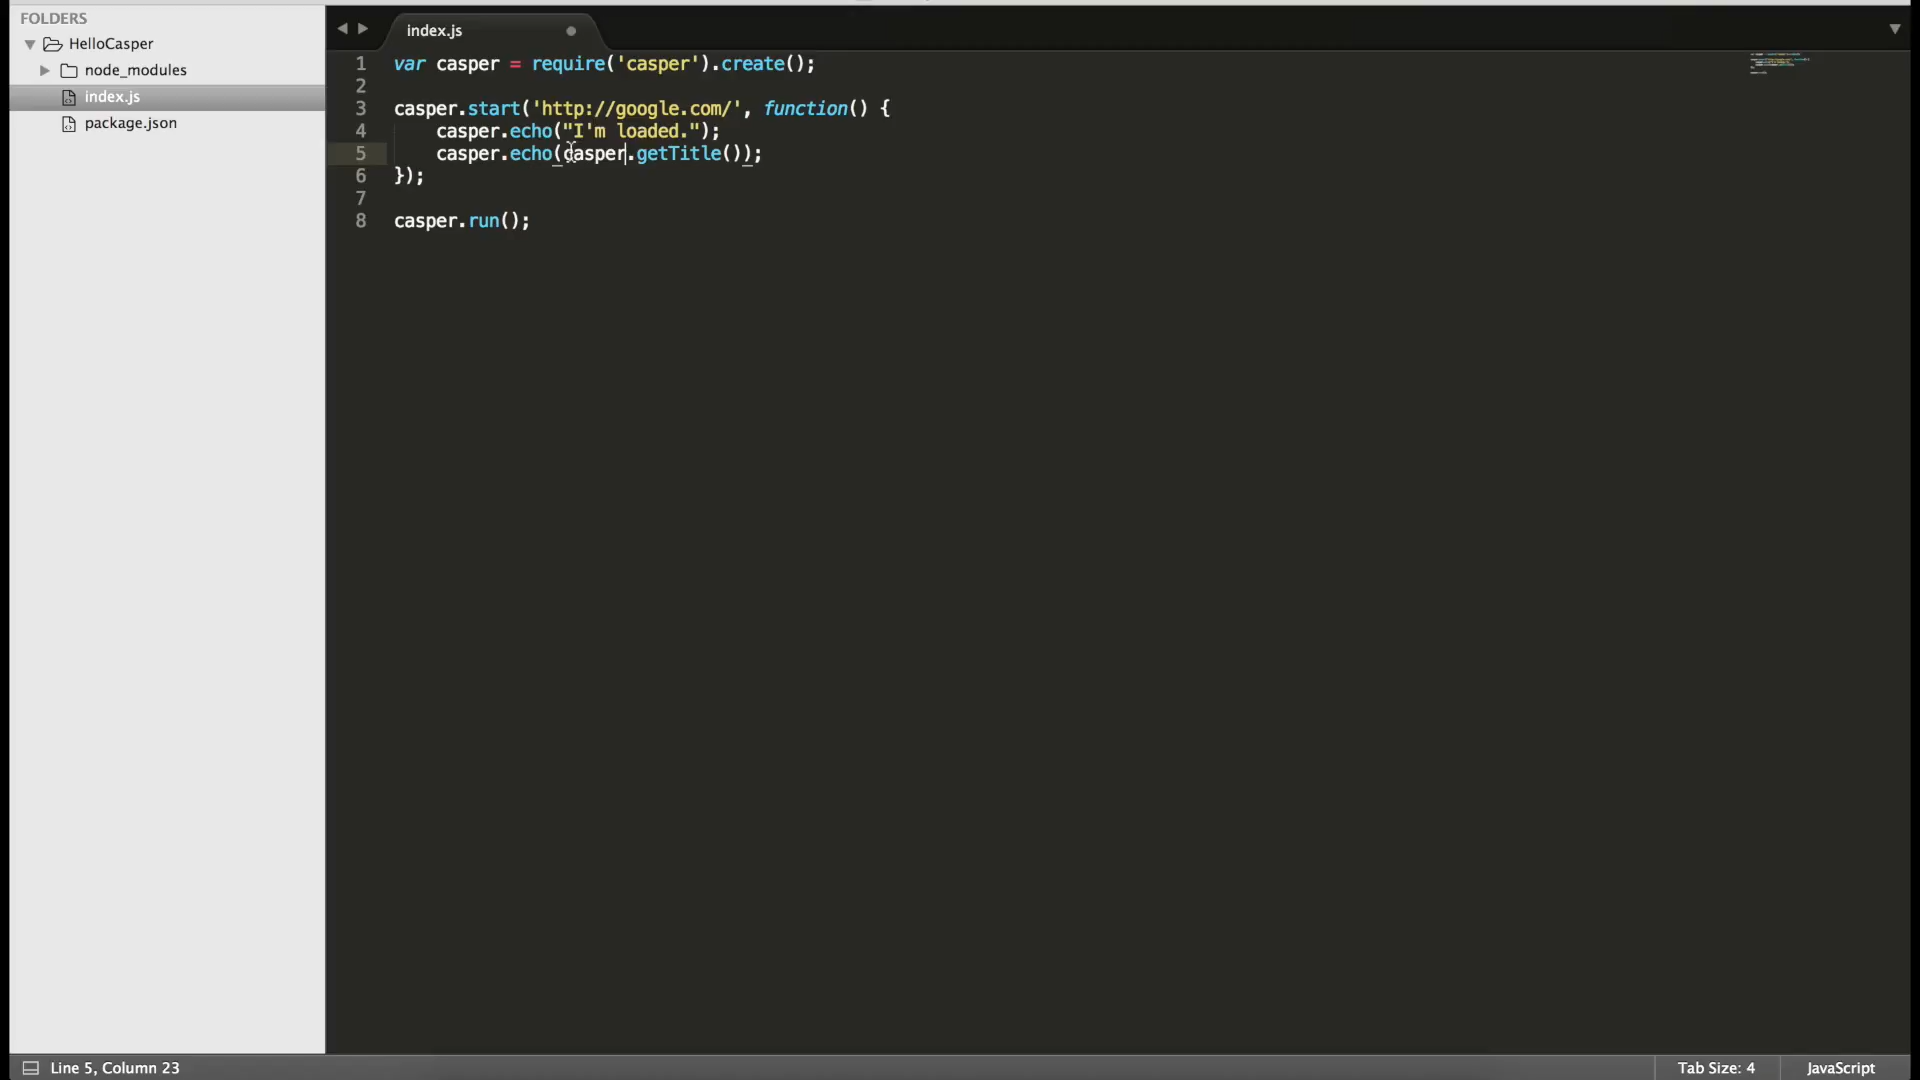 FOLDERS
HelloCasper
node_modules
index.js
package.json
index.js
1 var casper = require('casper').create();
2
3 casper.start('http://google.com/', function() {
4     casper.echo("I'm loaded.");
5     casper.echo(casper.getTitle());
6 });
7
8 casper.run();
Line 5, Column 23
Tab Size: 4
JavaScript